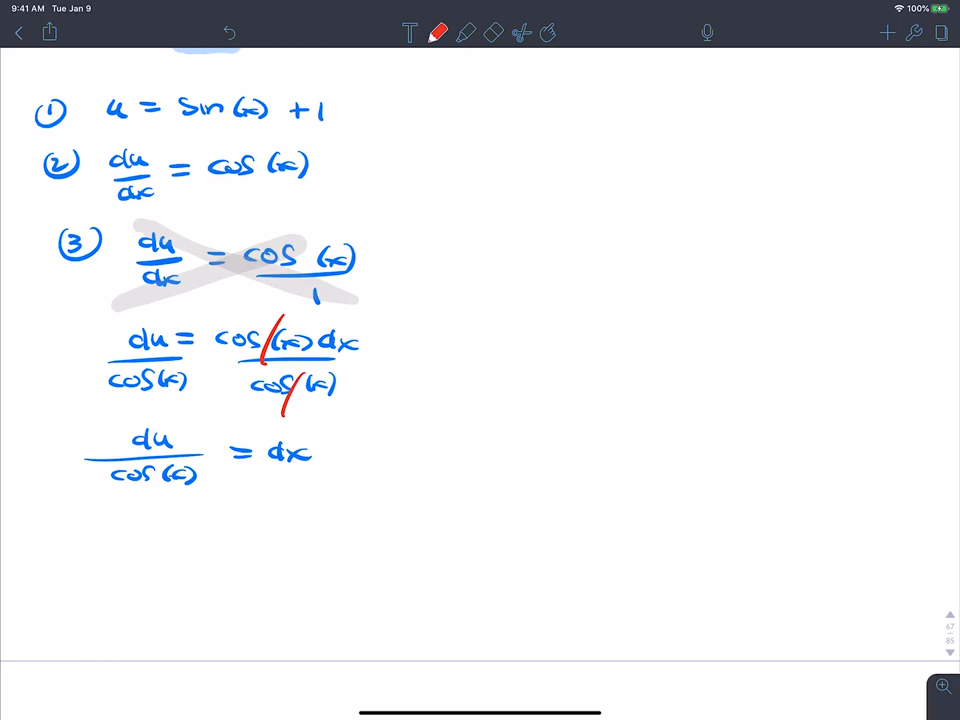 9:41 AM Tue Jan 9
100%
① u = sin(x) + 1
② du/dx = cos(x)
③ du/dx = cos(x)/1
du/cos(x) = cos(x)dx/cos(x)
du/cos(x) = dx
67
85